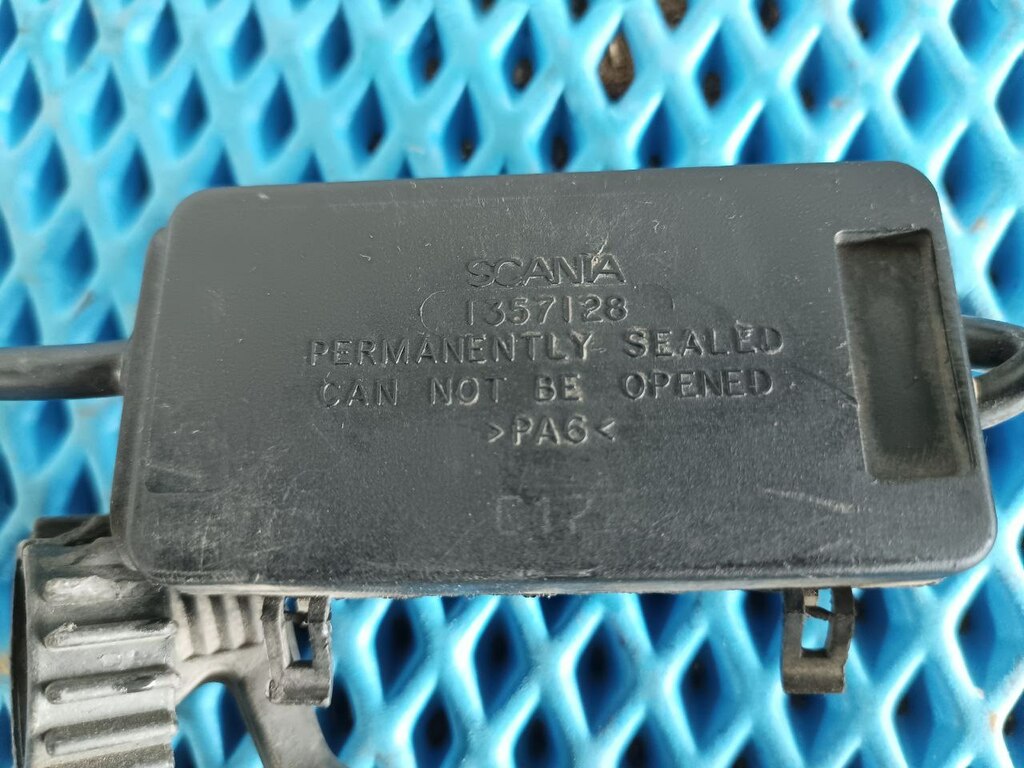 SCANIA
1357128
PERMANENTLY SEALED
CAN NOT BE OPENED
>PA6<